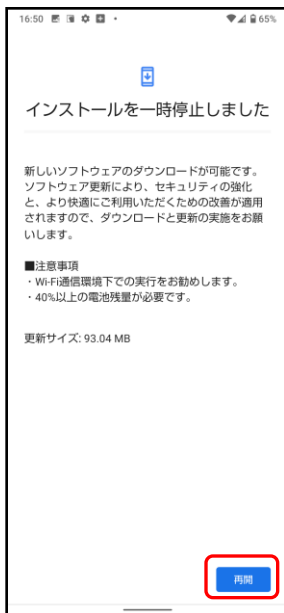 16:50
65%
インストールを一時停止しました
新しいソフトウェアのダウンロードが可能です。
ソフトウェア更新により、セキュリティの強化
と、より快適にご利用いただくための改善が適用
されますので、ダウンロードと更新の実施をお願
いします。
■注意事項
・Wi-Fi通信環境下での実行をお勧めします。
・40%以上の電池残量が必要です。
更新サイズ: 93.04 MB
再開